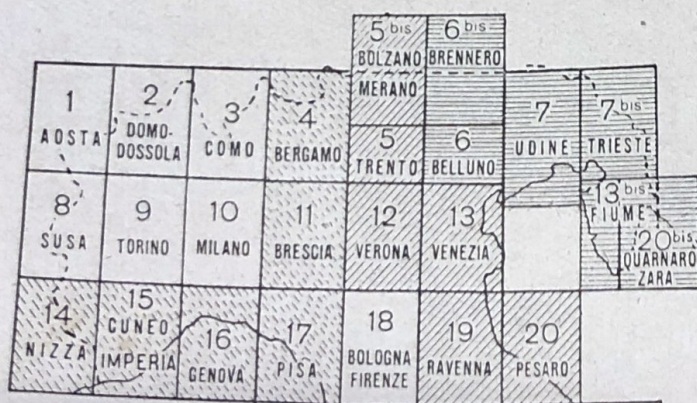 5 bis
BOLZANO
MERANO
6 bis
BRENNERO
1
AOSTA
2
DOMO-
DOSSOLA
3
COMO
4
BERGAMO
5
TRENTO
6
BELLUNO
7
UDINE
7 bis
TRIESTE
8
SUSA
9
TORINO
10
MILANO
11
BRESCIA
12
VERONA
13
VENEZIA
13 bis
FIUME
20 bis
QUARNARO
ZARA
14
NIZZA
15
CUNEO
IMPERIA
16
GENOVA
17
PISA
18
BOLOGNA
FIRENZE
19
RAVENNA
20
PESARO